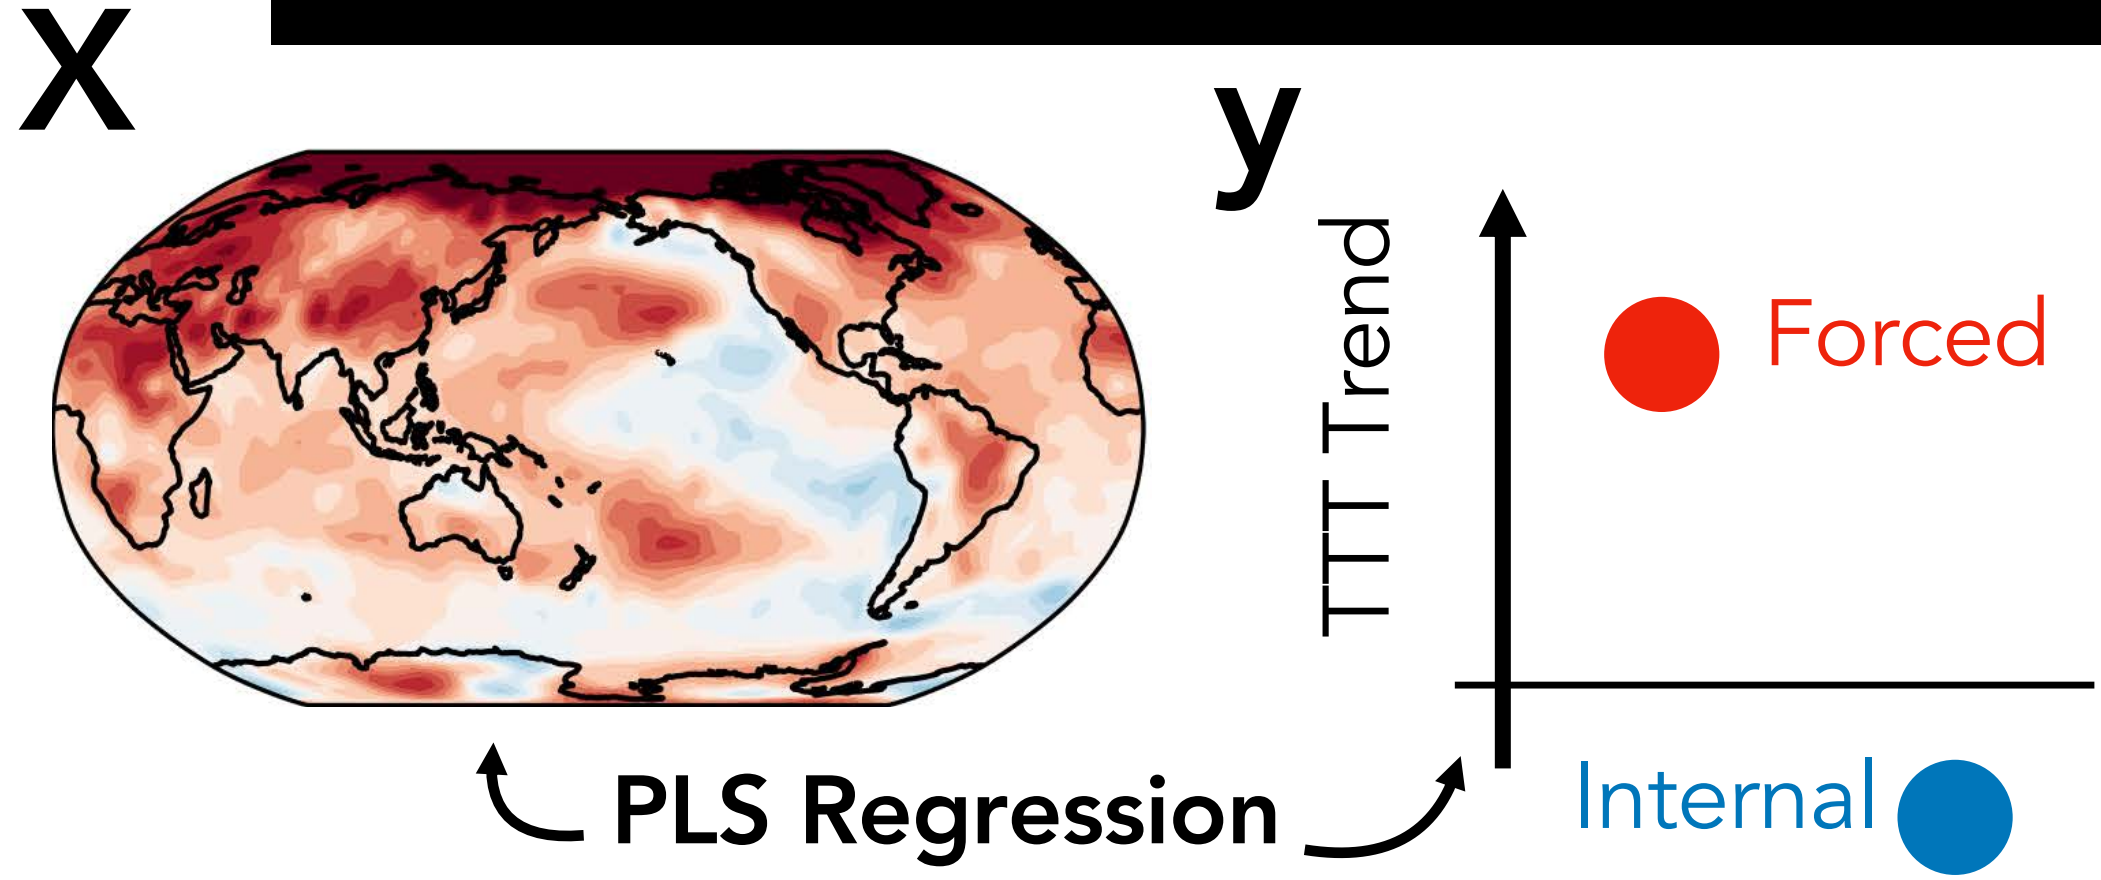 X
y
TTT Trend
Forced
Internal
PLS Regression